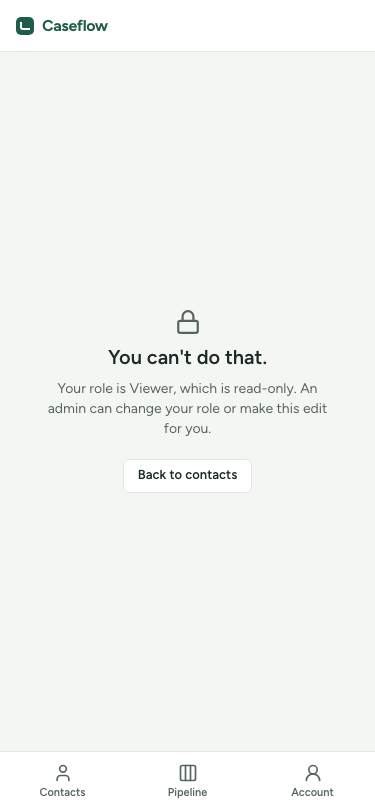 Caseflow
You can't do that.
Your role is Viewer, which is read-only. An
admin can change your role or make this edit
for you.
Back to contacts
Contacts
Pipeline
Account